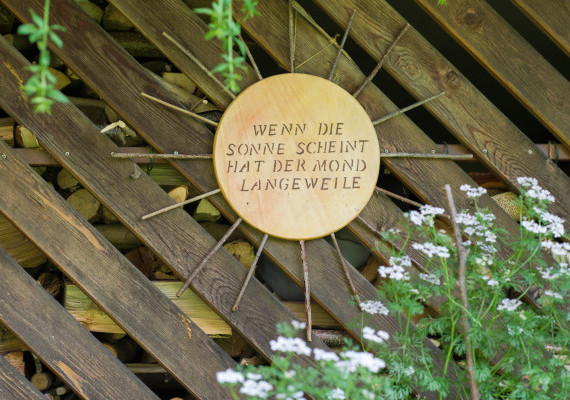 WENN DIE
SONNE SCHEINT
HAT DER MOND
LANGEWEILE